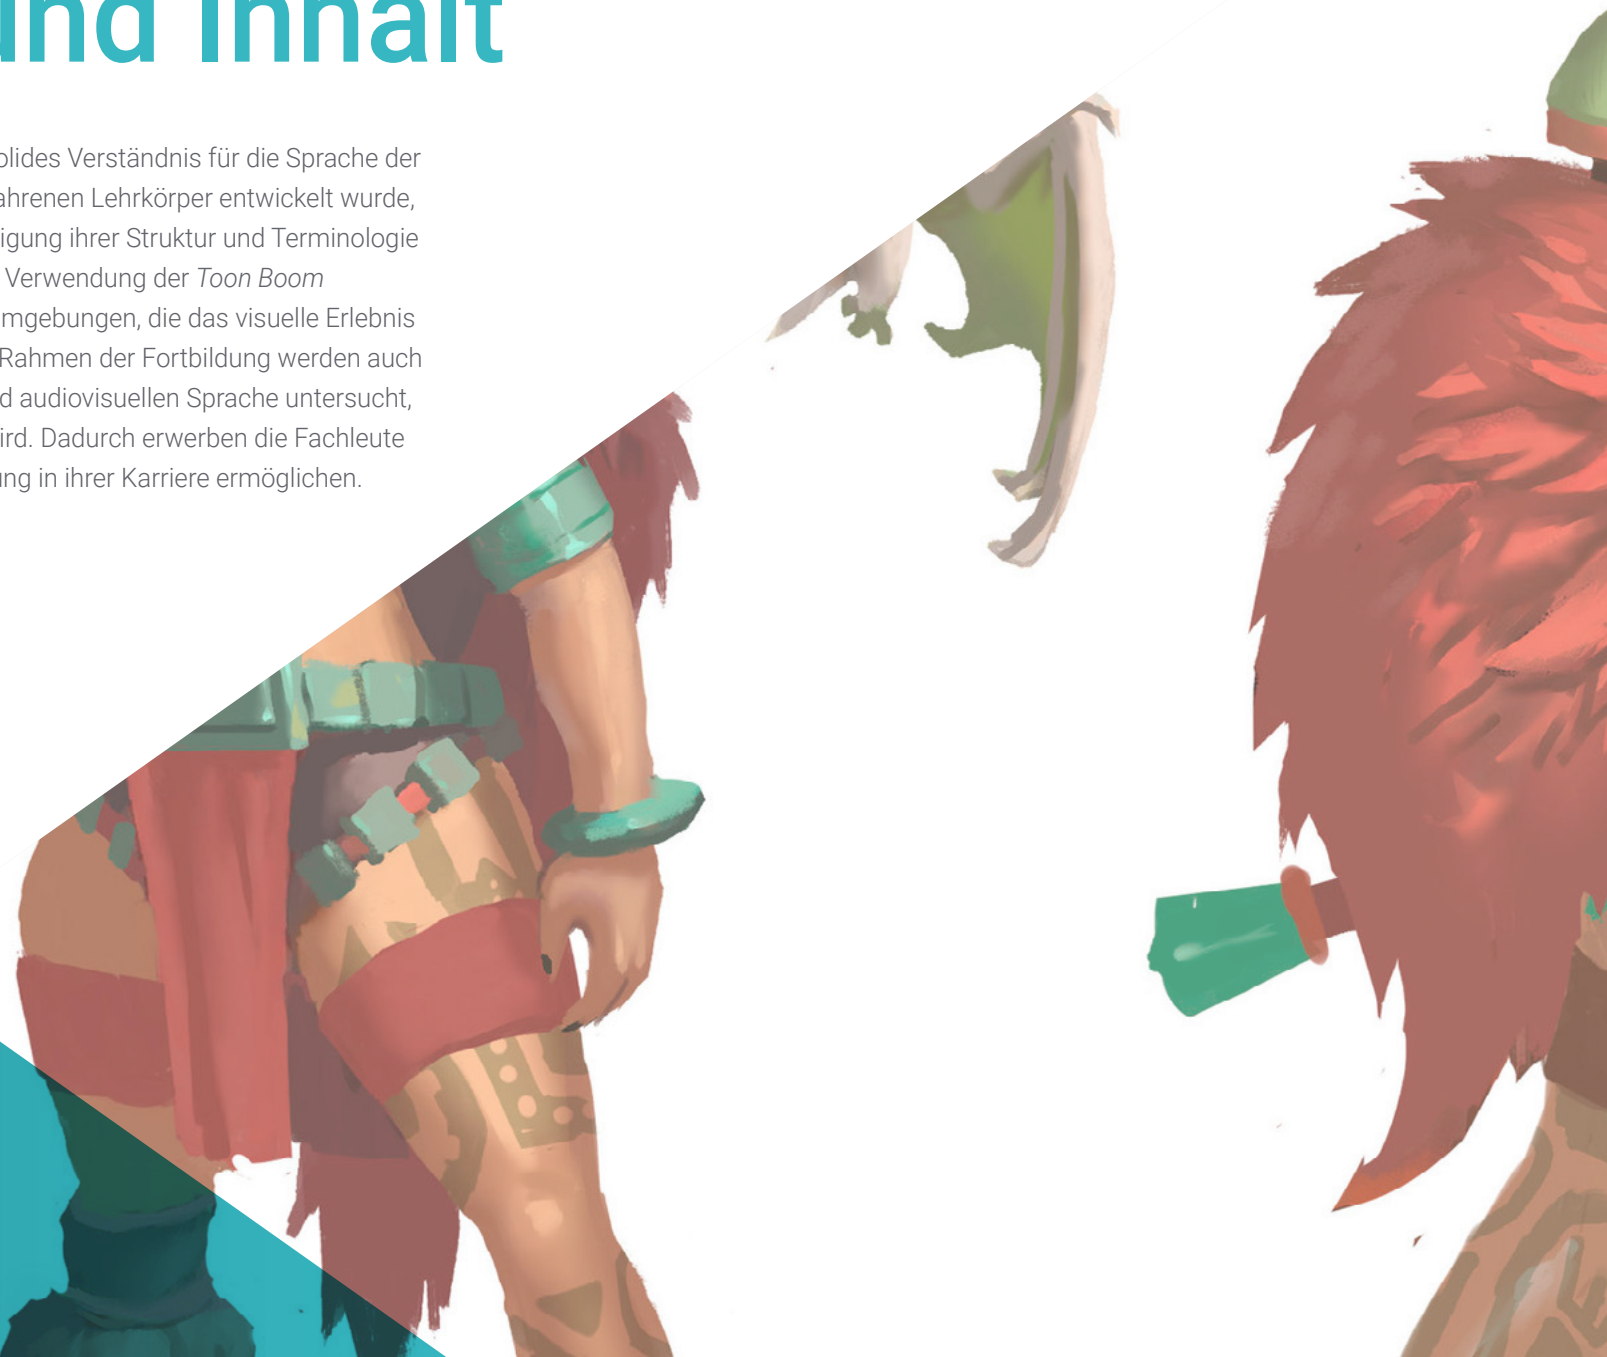 und Inhalt
olides Verständnis für die Sprache der
ahrenen Lehrkörper entwickelt wurde,
igung ihrer Struktur und Terminologie
Verwendung der Toon Boom
mgebungen, die das visuelle Erlebnis
Rahmen der Fortbildung werden auch
d audiovisuellen Sprache untersucht,
ird. Dadurch erwerben die Fachleute
ung in ihrer Karriere ermöglichen.